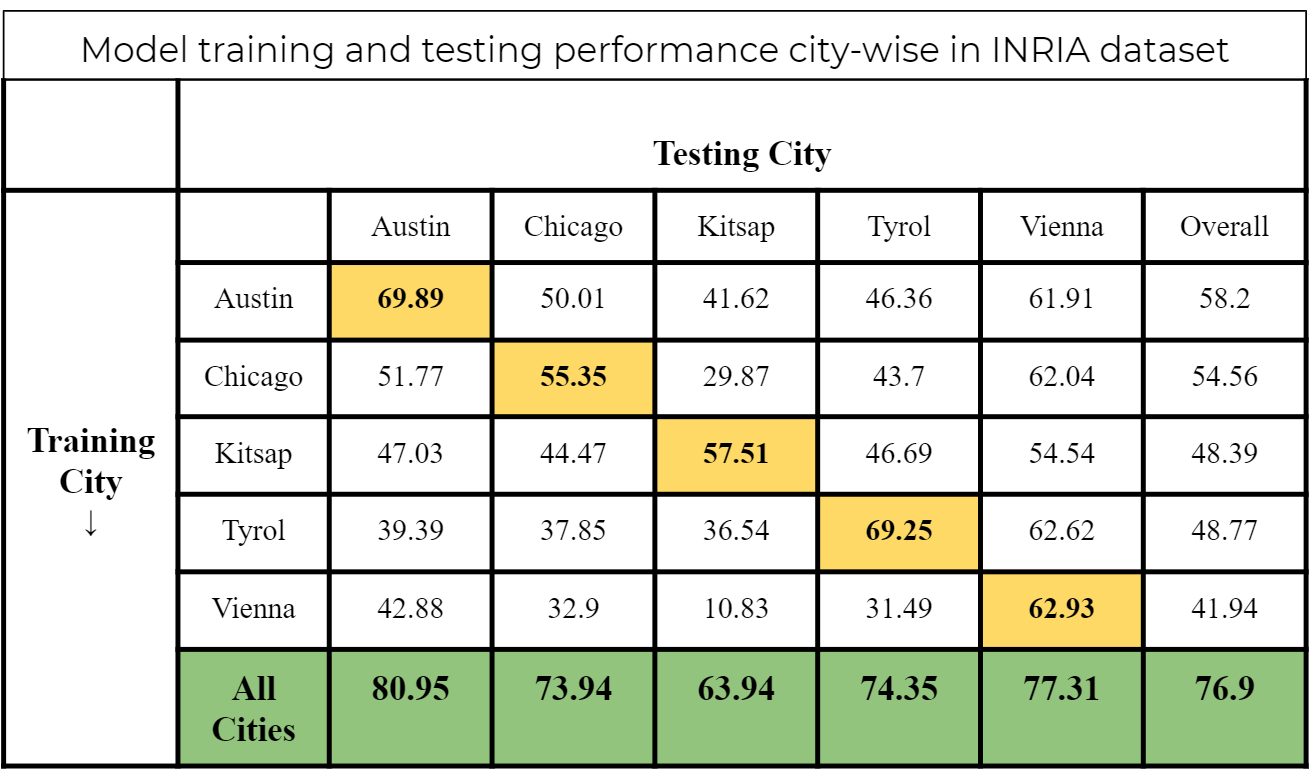 Model training and testing performance city-wise in INRIA dataset
Testing City
Austin Chicago Kitsap Tyrol Vienna Overall
Austin 69.89 50.01 41.62 46.36 61.91 58.2
Chicago 51.77 55.35 29.87 43.7 62.04 54.56
Training
City
↓
Kitsap 47.03 44.47 57.51 46.69 54.54 48.39
Tyrol 39.39 37.85 36.54 69.25 62.62 48.77
Vienna 42.88 32.9 10.83 31.49 62.93 41.94
All
Cities
80.95 73.94 63.94 74.35 77.31 76.9